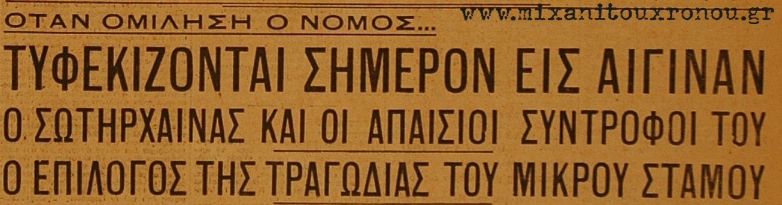 www.mixanitouxronou.gr
ΟΤΑΝ ΟΜΙΛΗΣΗ Ο ΝΟΜΟΣ...
ΤΥΦΕΚΙΖΟΝΤΑΙ ΣΗΜΕΡΟΝ ΕΙΣ ΑΙΓΙΝΑΝ
Ο ΣΩΤΗΡΧΑΙΝΑΣ ΚΑΙ ΟΙ ΑΠΑΙΣΙΟΙ ΣΥΝΤΡΟΦΟΙ ΤΟΥ
Ο ΕΠΙΛΟΓΟΣ ΤΗΣ ΤΡΑΓΩΔΙΑΣ ΤΟΥ ΜΙΚΡΟΥ ΣΤΑΜΟΥ